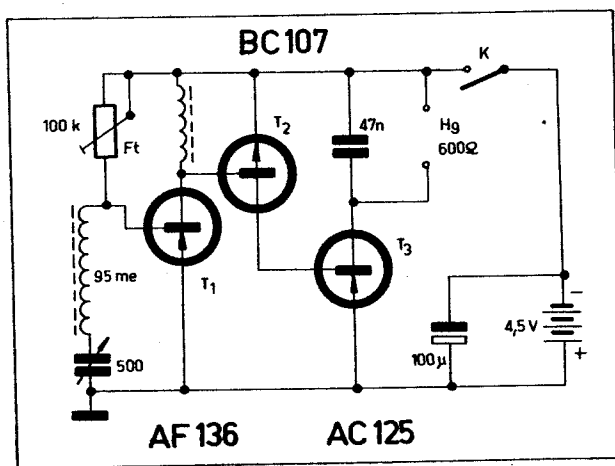 BC 107
K
100 k
Ft
T2
47n
Hg
600Ω
T1
T3
95 me
500
100 µ
4,5 V
−
+
AF 136
AC 125